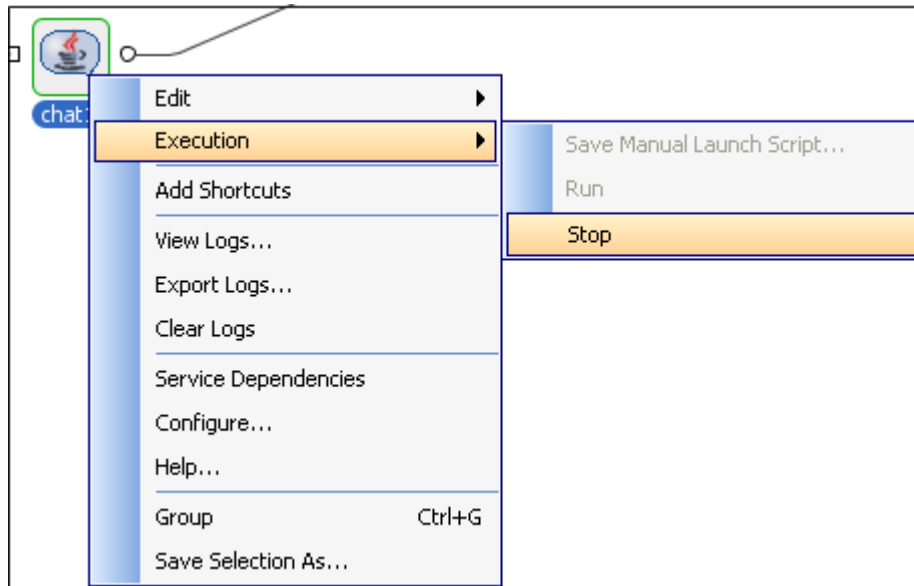 chat
Edit
Execution
Add Shortcuts
View Logs...
Export Logs...
Clear Logs
Service Dependencies
Configure...
Help...
Group Ctrl+G
Save Selection As...
Save Manual Launch Script...
Run
Stop